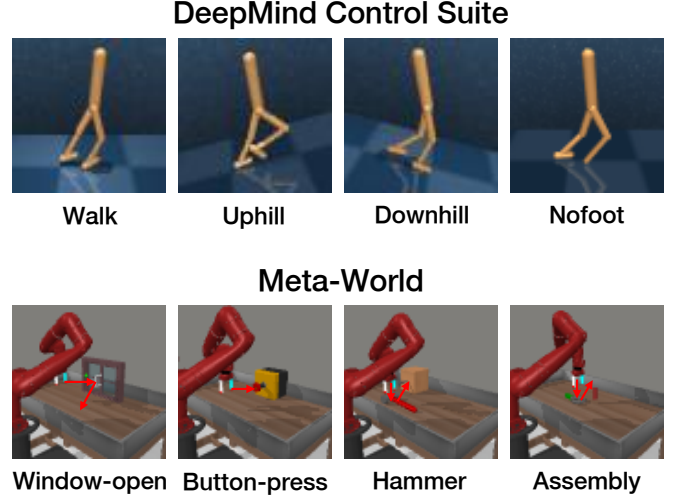 DeepMind Control Suite
Walk
Uphill
Downhill
Nofoot
Meta-World
Window-open
Button-press
Hammer
Assembly